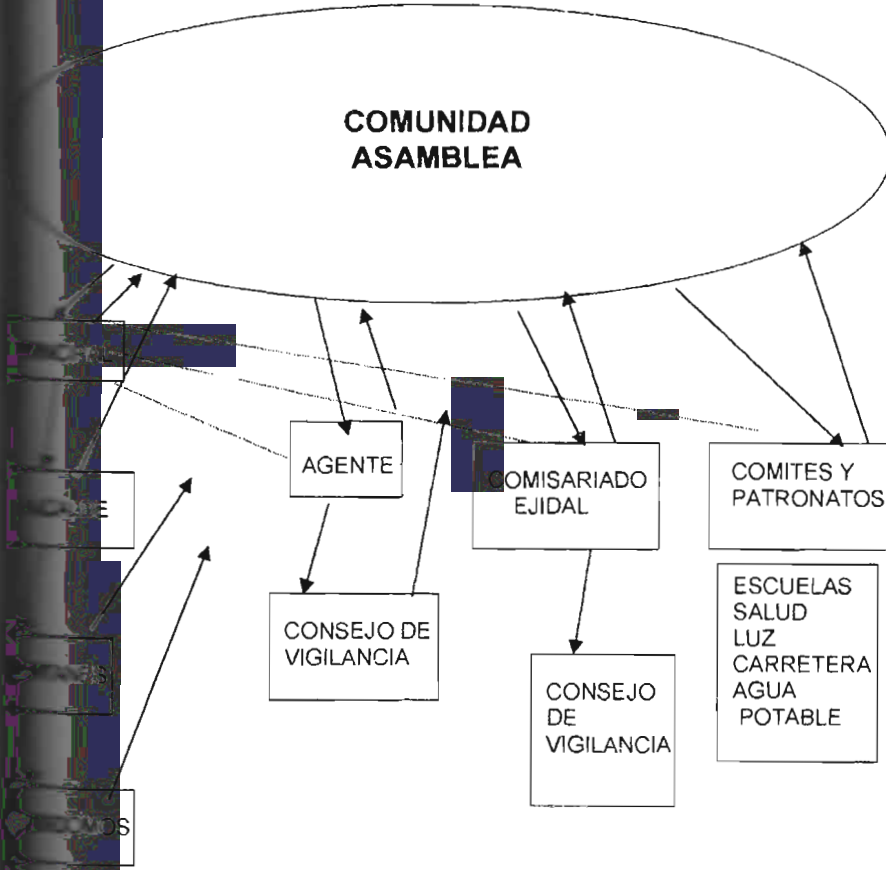 COMUNIDAD
ASAMBLEA
AGENTE
COMISARIADO
EJIDAL
COMITES Y
PATRONATOS
CONSEJO DE
VIGILANCIA
CONSEJO
DE
VIGILANCIA
ESCUELAS
SALUD
LUZ
CARRETERA
AGUA
POTABLE